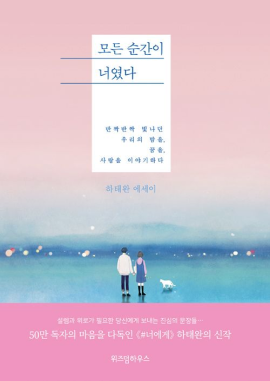 모든 순간이
너였다
반짝반짝 빛나던
우리의 밤을,
꿈을,
사랑을 이야기하다
하태완 에세이
설렘과 위로가 필요한 당신에게 보내는 진심의 문장들…
50만 독자의 마음을 다독인 《#너에게》 하태완의 신작
위즈덤하우스